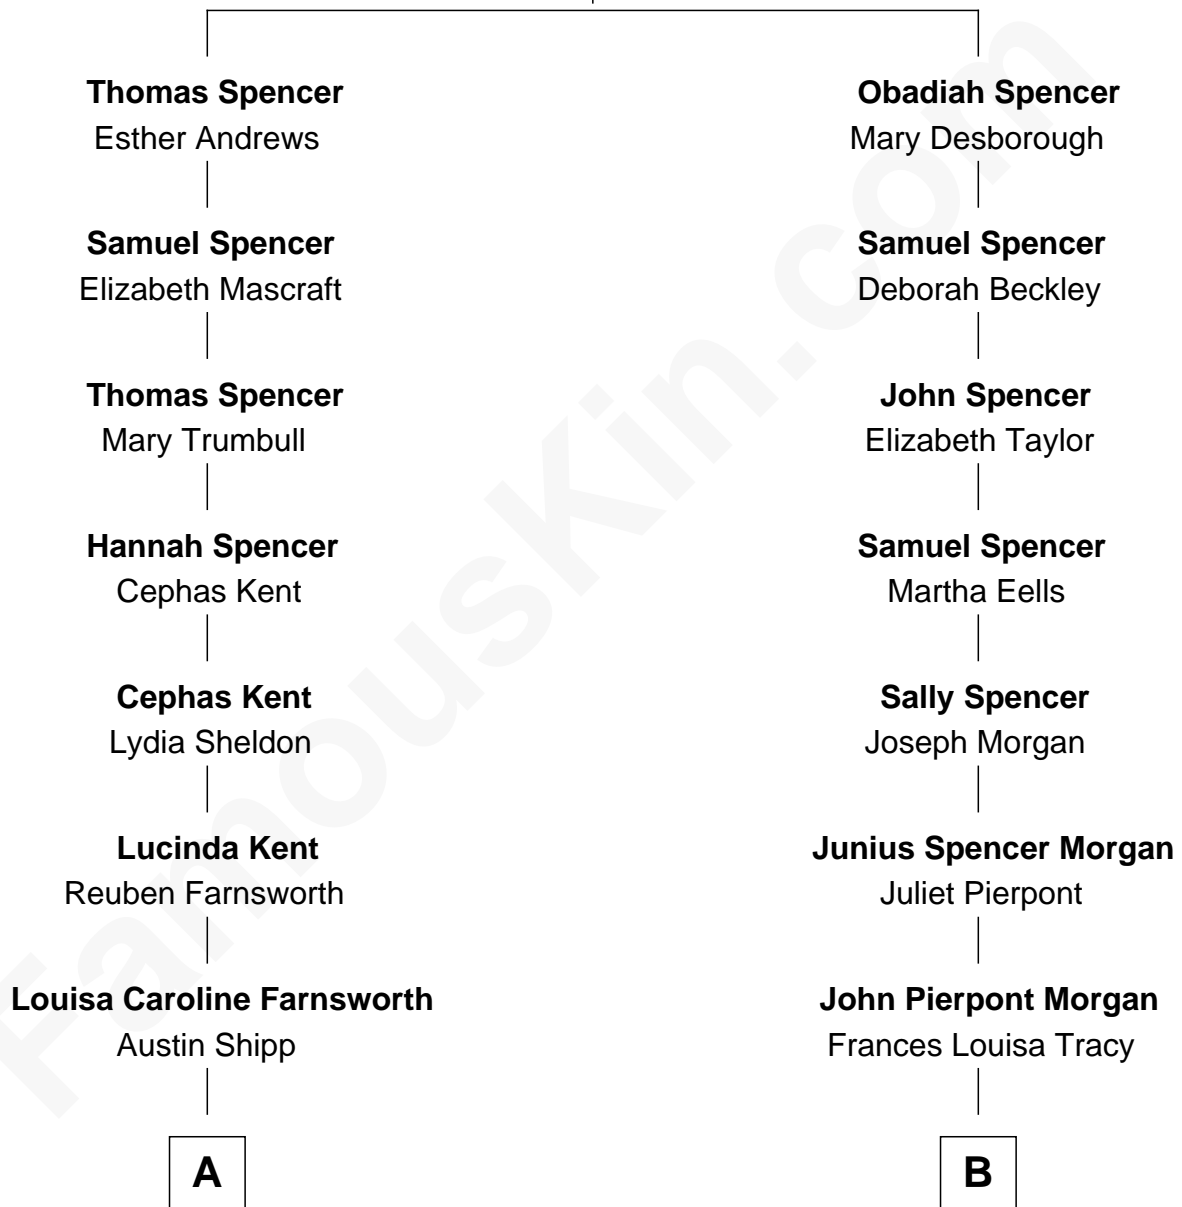 Thomas Spencer
Esther Andrews
Samuel Spencer
Elizabeth Mascraft
Thomas Spencer
Mary Trumbull
Hannah Spencer
Cephas Kent
Cephas Kent
Lydia Sheldon
Lucinda Kent
Reuben Farnsworth
Louisa Caroline Farnsworth
Austin Shipp
A
Obadiah Spencer
Mary Desborough
Samuel Spencer
Deborah Beckley
John Spencer
Elizabeth Taylor
Samuel Spencer
Martha Eells
Sally Spencer
Joseph Morgan
Junius Spencer Morgan
Juliet Pierpont
John Pierpont Morgan
Frances Louisa Tracy
B
FamousKin.com